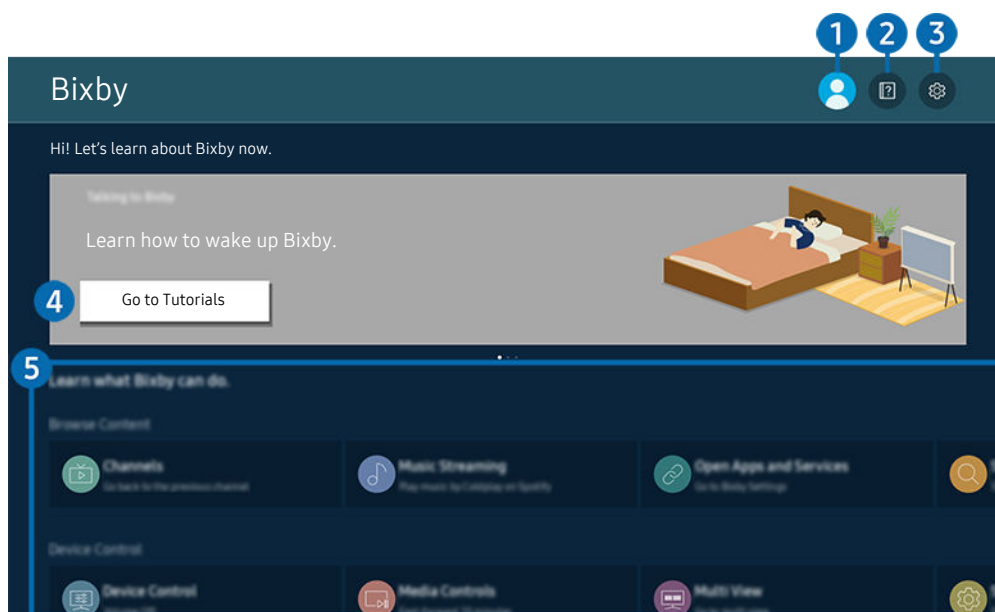 1 2 3
Bixby
?
Hi! Let's learn about Bixby now.
Talking to Bixby
Learn how to wake up Bixby.
4 Go to Tutorials
5
Learn what Bixby can do.
Browse Content
Channels Music Streaming Open Apps and Services
Go back to the previous channel Play music by Coldplay on Spotify Go to Bixby Settings
Device Control
Device Control Media Controls Multi View